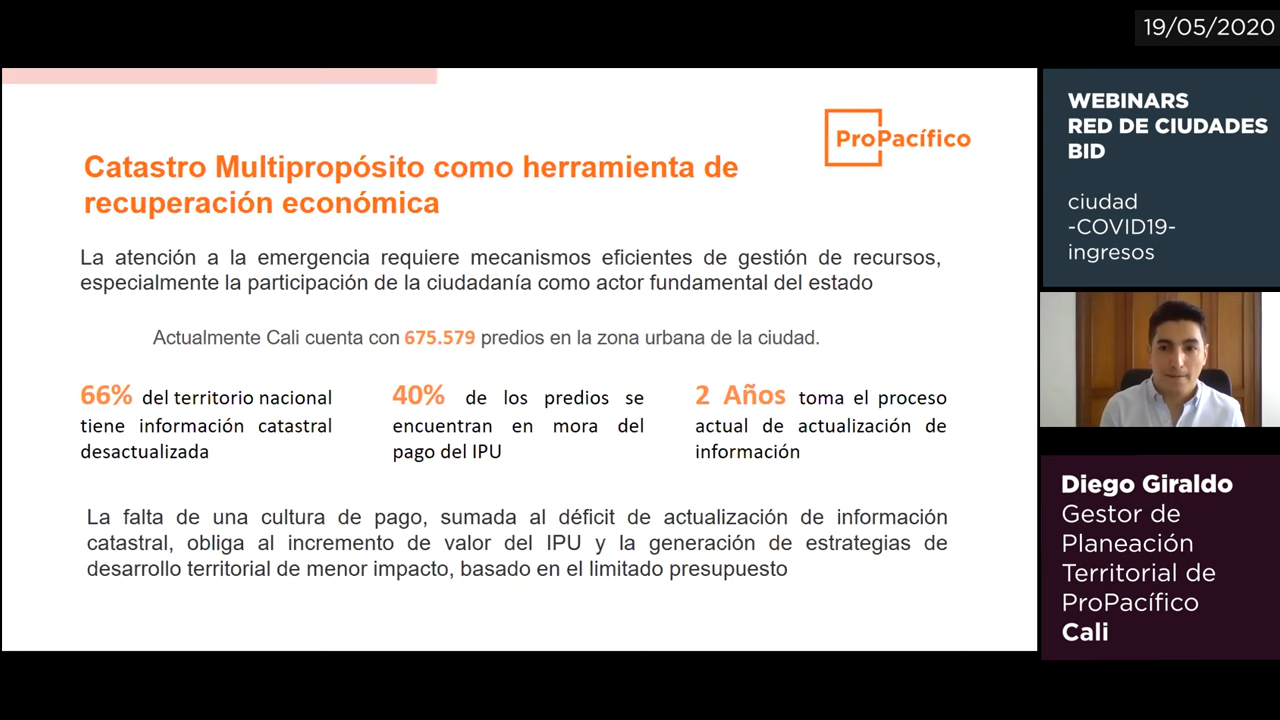 19/05/2020
ProPacífico
Catastro Multipropósito como herramienta de
recuperación económica
La atención a la emergencia requiere mecanismos eficientes de gestión de recursos,
especialmente la participación de la ciudadanía como actor fundamental del estado
Actualmente Cali cuenta con 675.579 predios en la zona urbana de la ciudad.
66% del territorio nacional
tiene información catastral
desactualizada
40% de los predios se
encuentran en mora del
pago del IPU
2 Años toma el proceso
actual de actualización de
información
La falta de una cultura de pago, sumada al déficit de actualización de información
catastral, obliga al incremento de valor del IPU y la generación de estrategias de
desarrollo territorial de menor impacto, basado en el limitado presupuesto
WEBINARS
RED DE CIUDADES
BID
ciudad
-COVID19-
ingresos
Diego Giraldo
Gestor de
Planeación
Territorial de
ProPacífico
Cali